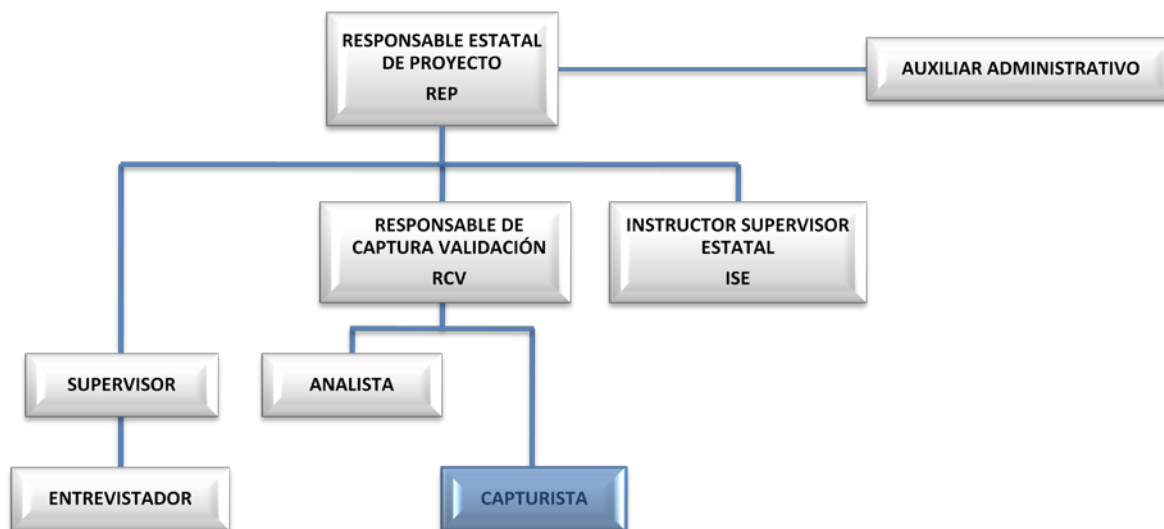 RESPONSABLE ESTATAL
DE PROYECTO
REP
AUXILIAR ADMINISTRATIVO
RESPONSABLE DE
CAPTURA VALIDACIÓN
RCV
INSTRUCTOR SUPERVISOR
ESTATAL
ISE
SUPERVISOR
ANALISTA
ENTREVISTADOR
CAPTURISTA